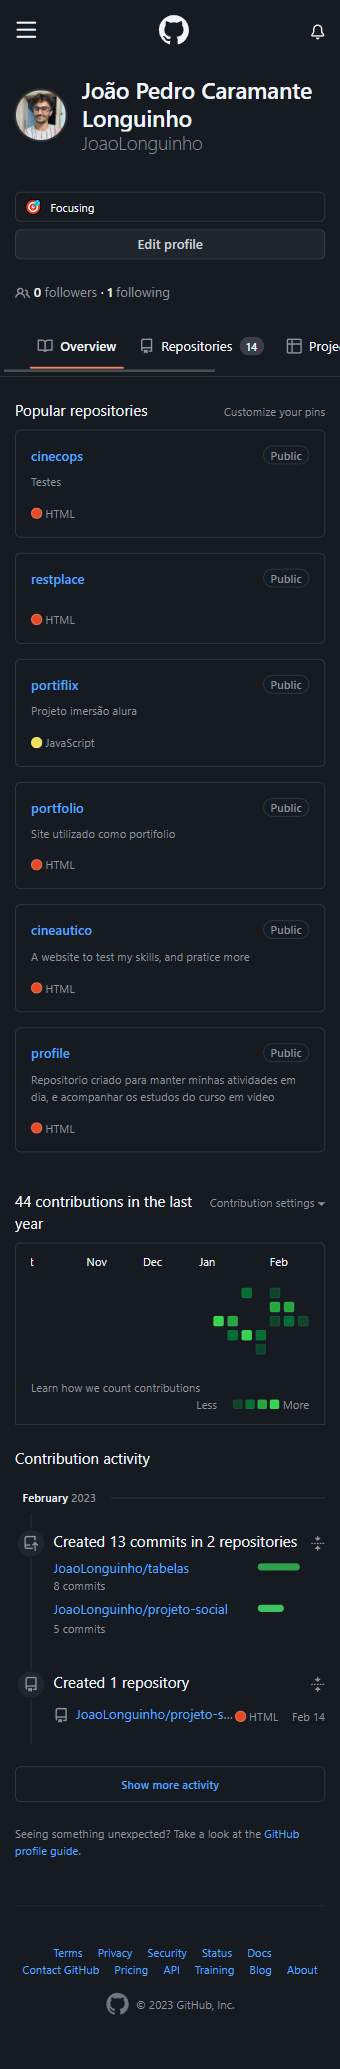 João Pedro Caramante
Longuinho
JoaoLonguinho
Focusing
Edit profile
0 followers · 1 following
Overview Repositories 14 Proje
Popular repositories Customize your pins
cinecops Public
Testes
HTML
restplace Public
HTML
portiflix Public
Projeto imersão alura
JavaScript
portfolio Public
Site utilizado como portifolio
HTML
cineautico Public
A website to test my skills, and pratice more
HTML
profile Public
Repositorio criado para manter minhas atividades em
dia, e acompanhar os estudos do curso em video
HTML
44 contributions in the last
year
Contribution settings
t Nov Dec Jan Feb
Learn how we count contributions
Less More
Contribution activity
February 2023
Created 13 commits in 2 repositories
JoaoLonguinho/tabelas
8 commits
JoaoLonguinho/projeto-social
5 commits
Created 1 repository
JoaoLonguinho/projeto-s... HTML Feb 14
Show more activity
Seeing something unexpected? Take a look at the GitHub
profile guide.
Terms Privacy Security Status Docs
Contact GitHub Pricing API Training Blog About
© 2023 GitHub, Inc.